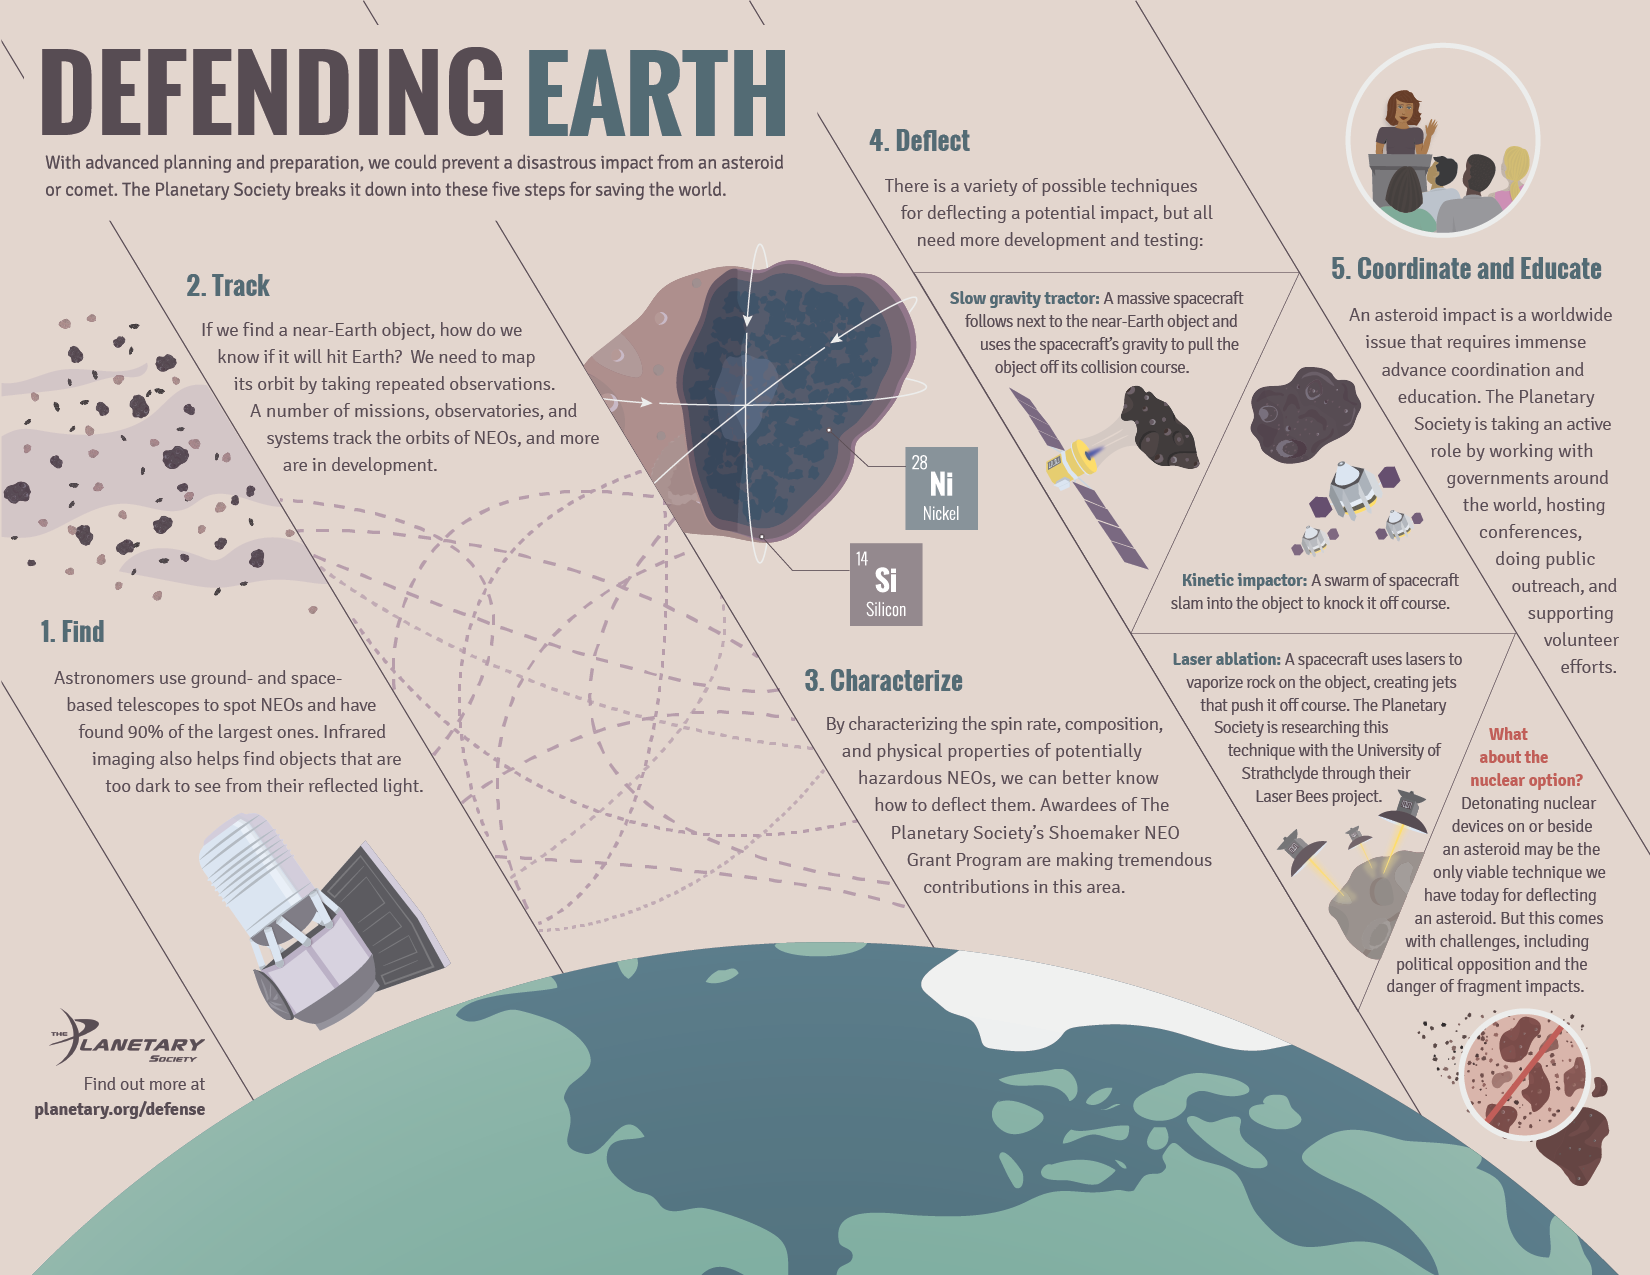 DEFENDING EARTH
With advanced planning and preparation, we could prevent a disastrous impact from an asteroid
or comet. The Planetary Society breaks it down into these five steps for saving the world.
1. Find
Astronomers use ground- and space-
based telescopes to spot NEOs and have
found 90% of the largest ones. Infrared
imaging also helps find objects that are
too dark to see from their reflected light.
2. Track
If we find a near-Earth object, how do we
know if it will hit Earth? We need to map
its orbit by taking repeated observations.
A number of missions, observatories, and
systems track the orbits of NEOs, and more
are in development.
28
Ni
Nickel
14
Si
Silicon
3. Characterize
By characterizing the spin rate, composition,
and physical properties of potentially
hazardous NEOs, we can better know
how to deflect them. Awardees of The
Planetary Society's Shoemaker NEO
Grant Program are making tremendous
contributions in this area.
4. Deflect
There is a variety of possible techniques
for deflecting a potential impact, but all
need more development and testing:
Slow gravity tractor: A massive spacecraft
follows next to the near-Earth object and
uses the spacecraft's gravity to pull the
object off its collision course.
Kinetic impactor: A swarm of spacecraft
slam into the object to knock it off course.
Laser ablation: A spacecraft uses lasers to
vaporize rock on the object, creating jets
that push it off course. The Planetary
Society is researching this
technique with the University of
Strathclyde through their
Laser Bees project.
What
about the
nuclear option?
Detonating nuclear
devices on or beside
an asteroid may be the
only viable technique we
have today for deflecting
an asteroid. But this comes
with challenges, including
political opposition and the
danger of fragment impacts.
5. Coordinate and Educate
An asteroid impact is a worldwide
issue that requires immense
advance coordination and
education. The Planetary
Society is taking an active
role by working with
governments around
the world, hosting
conferences,
doing public
outreach, and
supporting
volunteer
efforts.
THE
PLANETARY
SOCIETY
Find out more at
planetary.org/defense